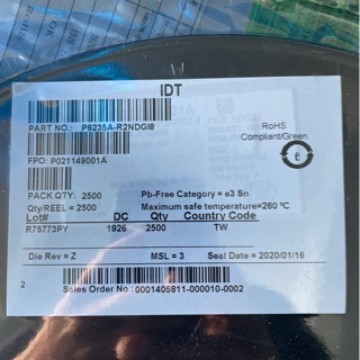 IDT
PART NO.: P9235A-R2NDGI8
RoHS
Compliant/Green
e
FPO: P021149001A
PACK QTY: 2500
Pb-Free Category = e3 Sn
Qty/REEL = 2500
Maximum safe temperature=260 °C
Lot# DC Qty Country Code
R75773PY 1926 2500 TW
Die Rev = Z MSL = 3 Seal Date = 2020/01/16
2
Sales Order No : 0001405811-000010-0002